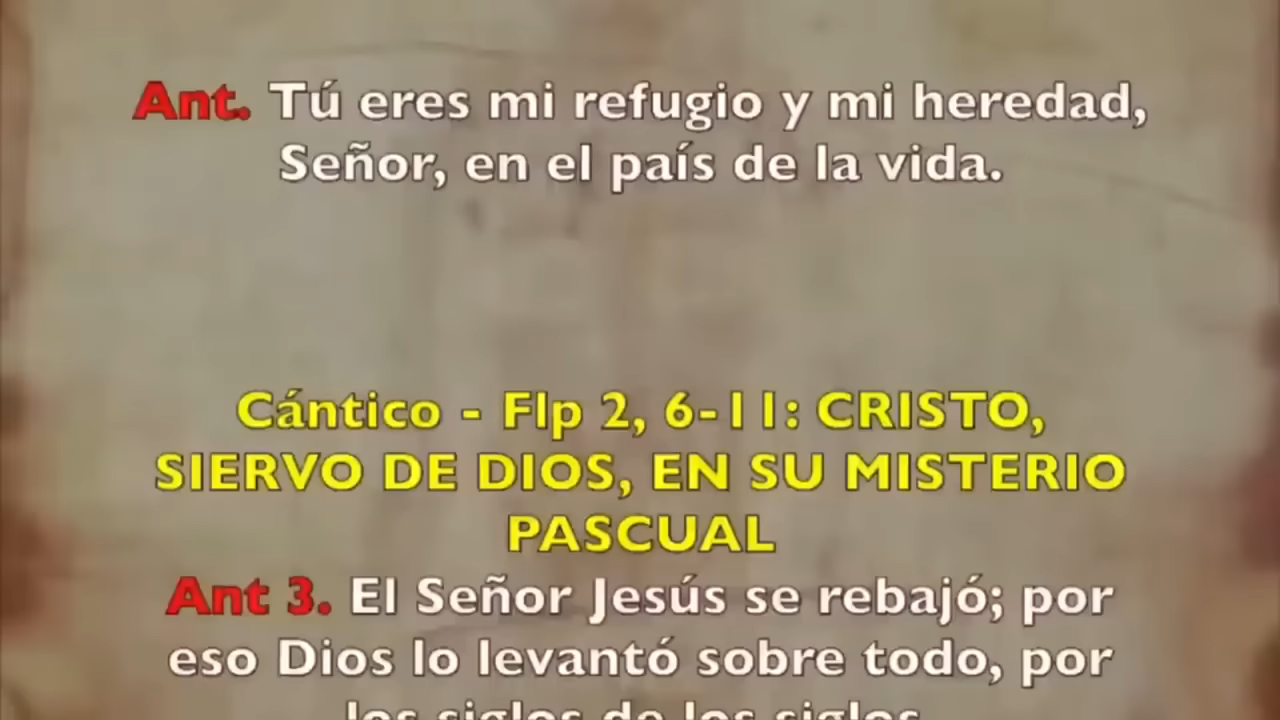 Ant. Tú eres mi refugio y mi heredad,
Señor, en el país de la vida.
Cántico - Flp 2, 6-11: CRISTO,
SIERVO DE DIOS, EN SU MISTERIO
PASCUAL
Ant 3. El Señor Jesús se rebajó; por
eso Dios lo levantó sobre todo, por
los siglos de los siglos